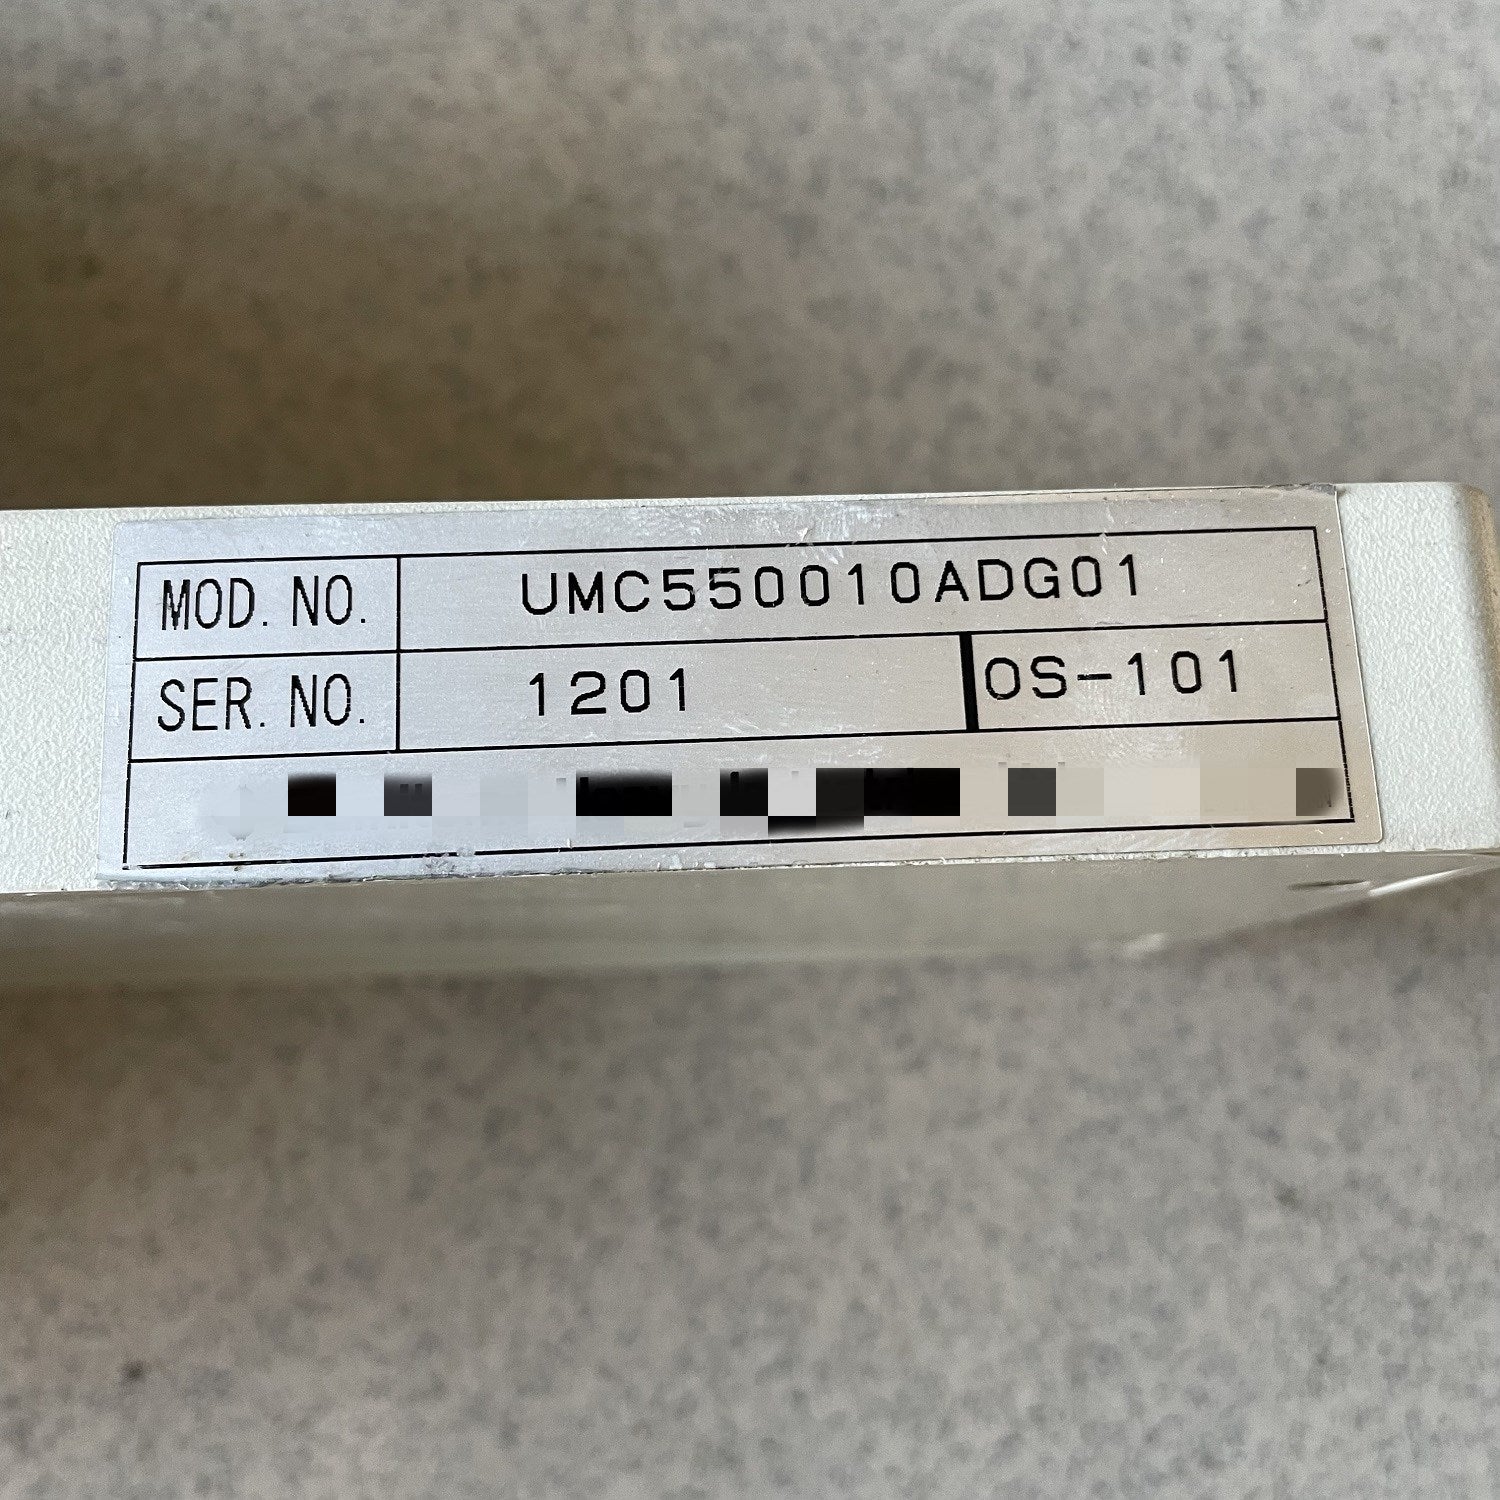 MOD. NO. UMC550010ADG01
SER. NO. 1201 OS-101